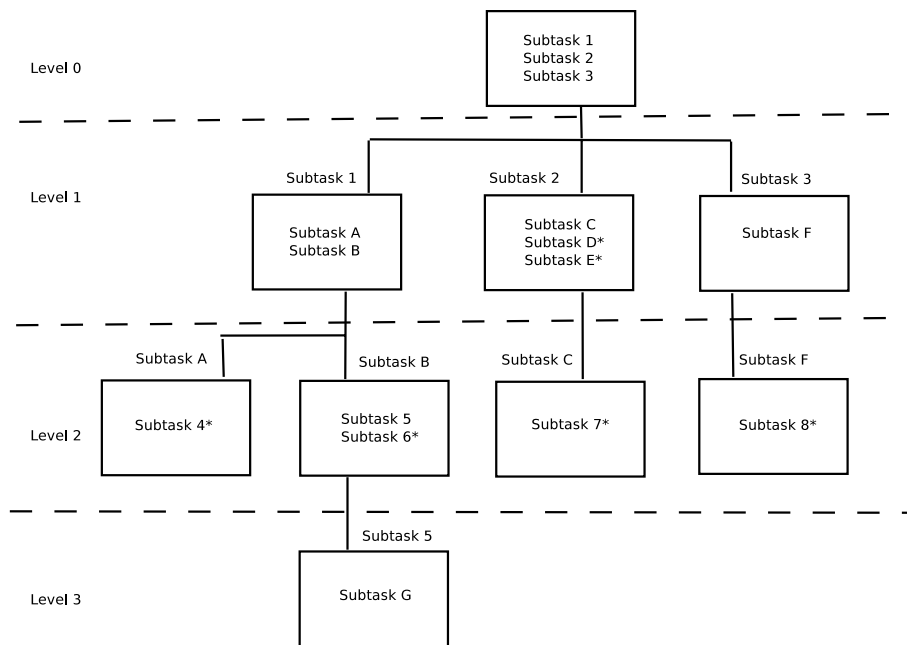 Subtask 1
Subtask 2
Subtask 3
Level 0
Subtask 1
Subtask 2
Subtask 3
Level 1
Subtask A
Subtask B
Subtask C
Subtask D*
Subtask E*
Subtask F
Subtask A
Subtask B
Subtask C
Subtask F
Level 2
Subtask 4*
Subtask 5
Subtask 6*
Subtask 7*
Subtask 8*
Subtask 5
Level 3
Subtask G